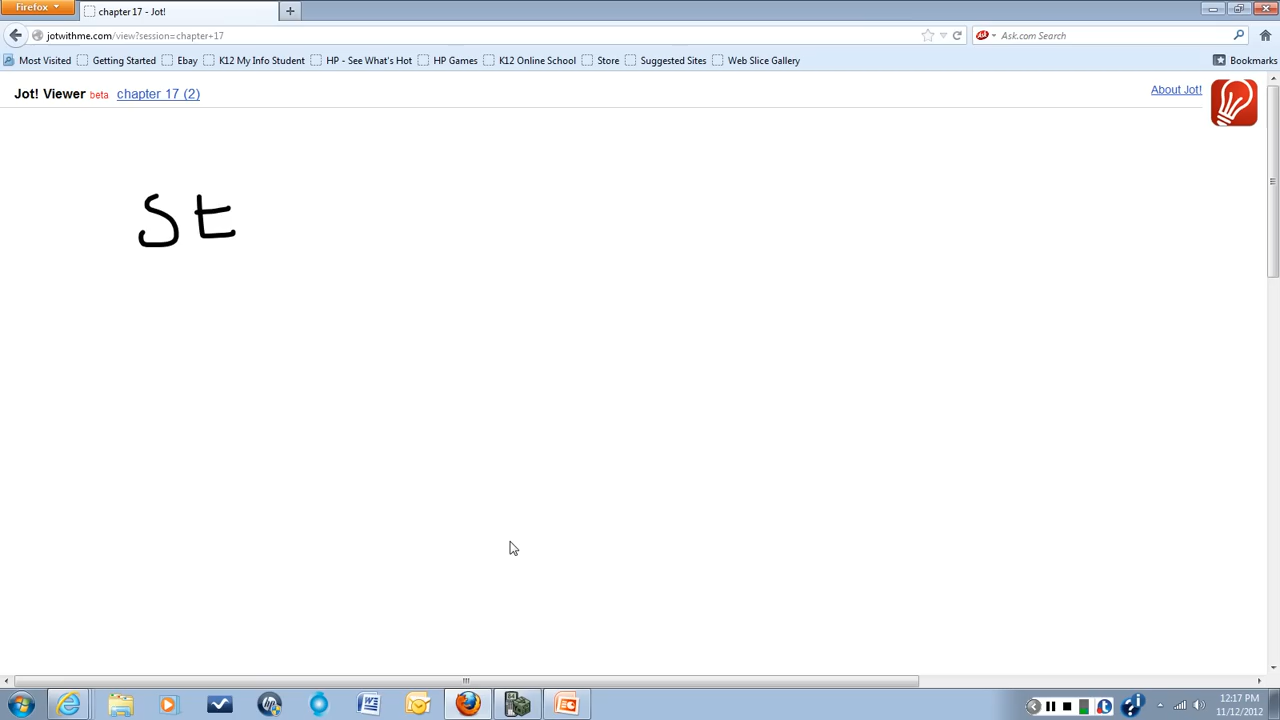 Firefox
chapter 17 - Jot!
jotwithme.com/view?session=chapter+17
Ask.com Search
Most Visited Getting Started Ebay K12 My Info Student HP - See What's Hot HP Games K12 Online School Store Suggested Sites Web Slice Gallery Bookmarks
Jot! Viewer beta chapter 17 (2) About Jot!
St
12:17 PM
11/12/2012